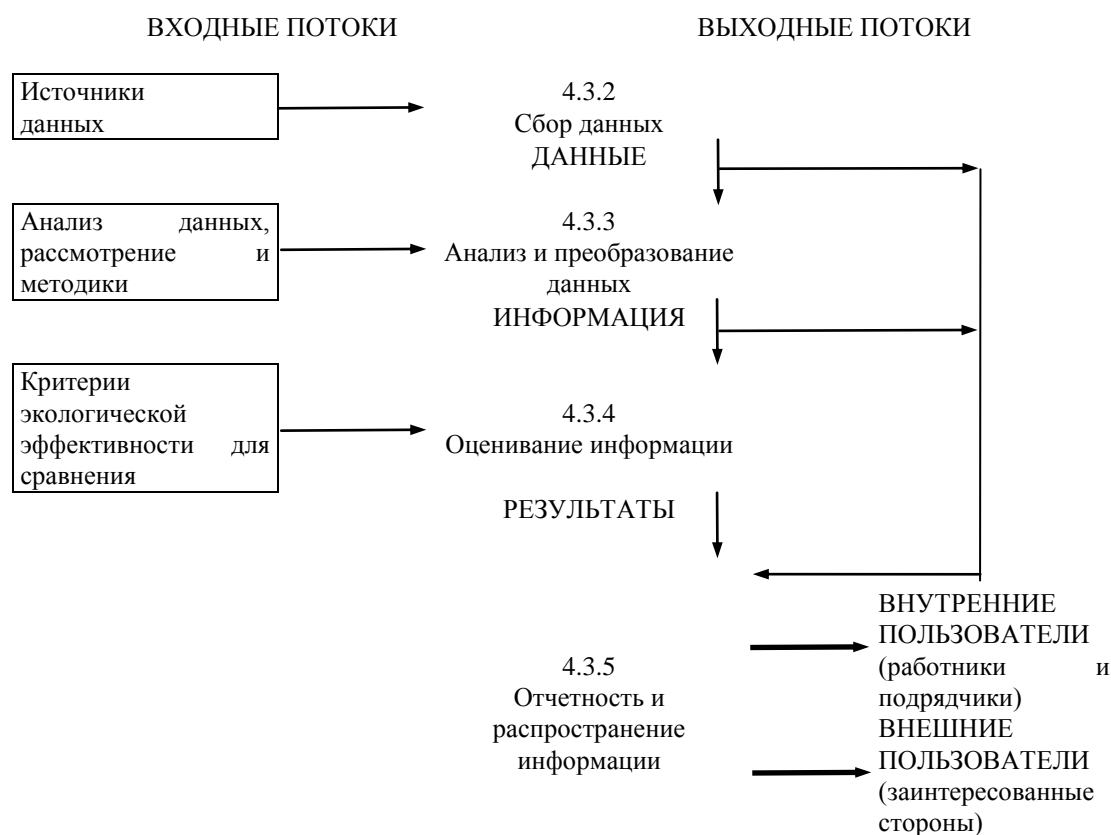 ВХОДНЫЕ ПОТОКИ
ВЫХОДНЫЕ ПОТОКИ
Источники
данных
4.3.2
Сбор данных
ДАННЫЕ
Анализ данных,
рассмотрение и
методики
4.3.3
Анализ и преобразование
данных
ИНФОРМАЦИЯ
Критерии
экологической
эффективности для
сравнения
4.3.4
Оценивание информации
РЕЗУЛЬТАТЫ
4.3.5
Отчетность и
распространение
информации
ВНУТРЕННИЕ
ПОЛЬЗОВАТЕЛИ
(работники и
подрядчики)
ВНЕШНИЕ
ПОЛЬЗОВАТЕЛИ
(заинтересованные
стороны)